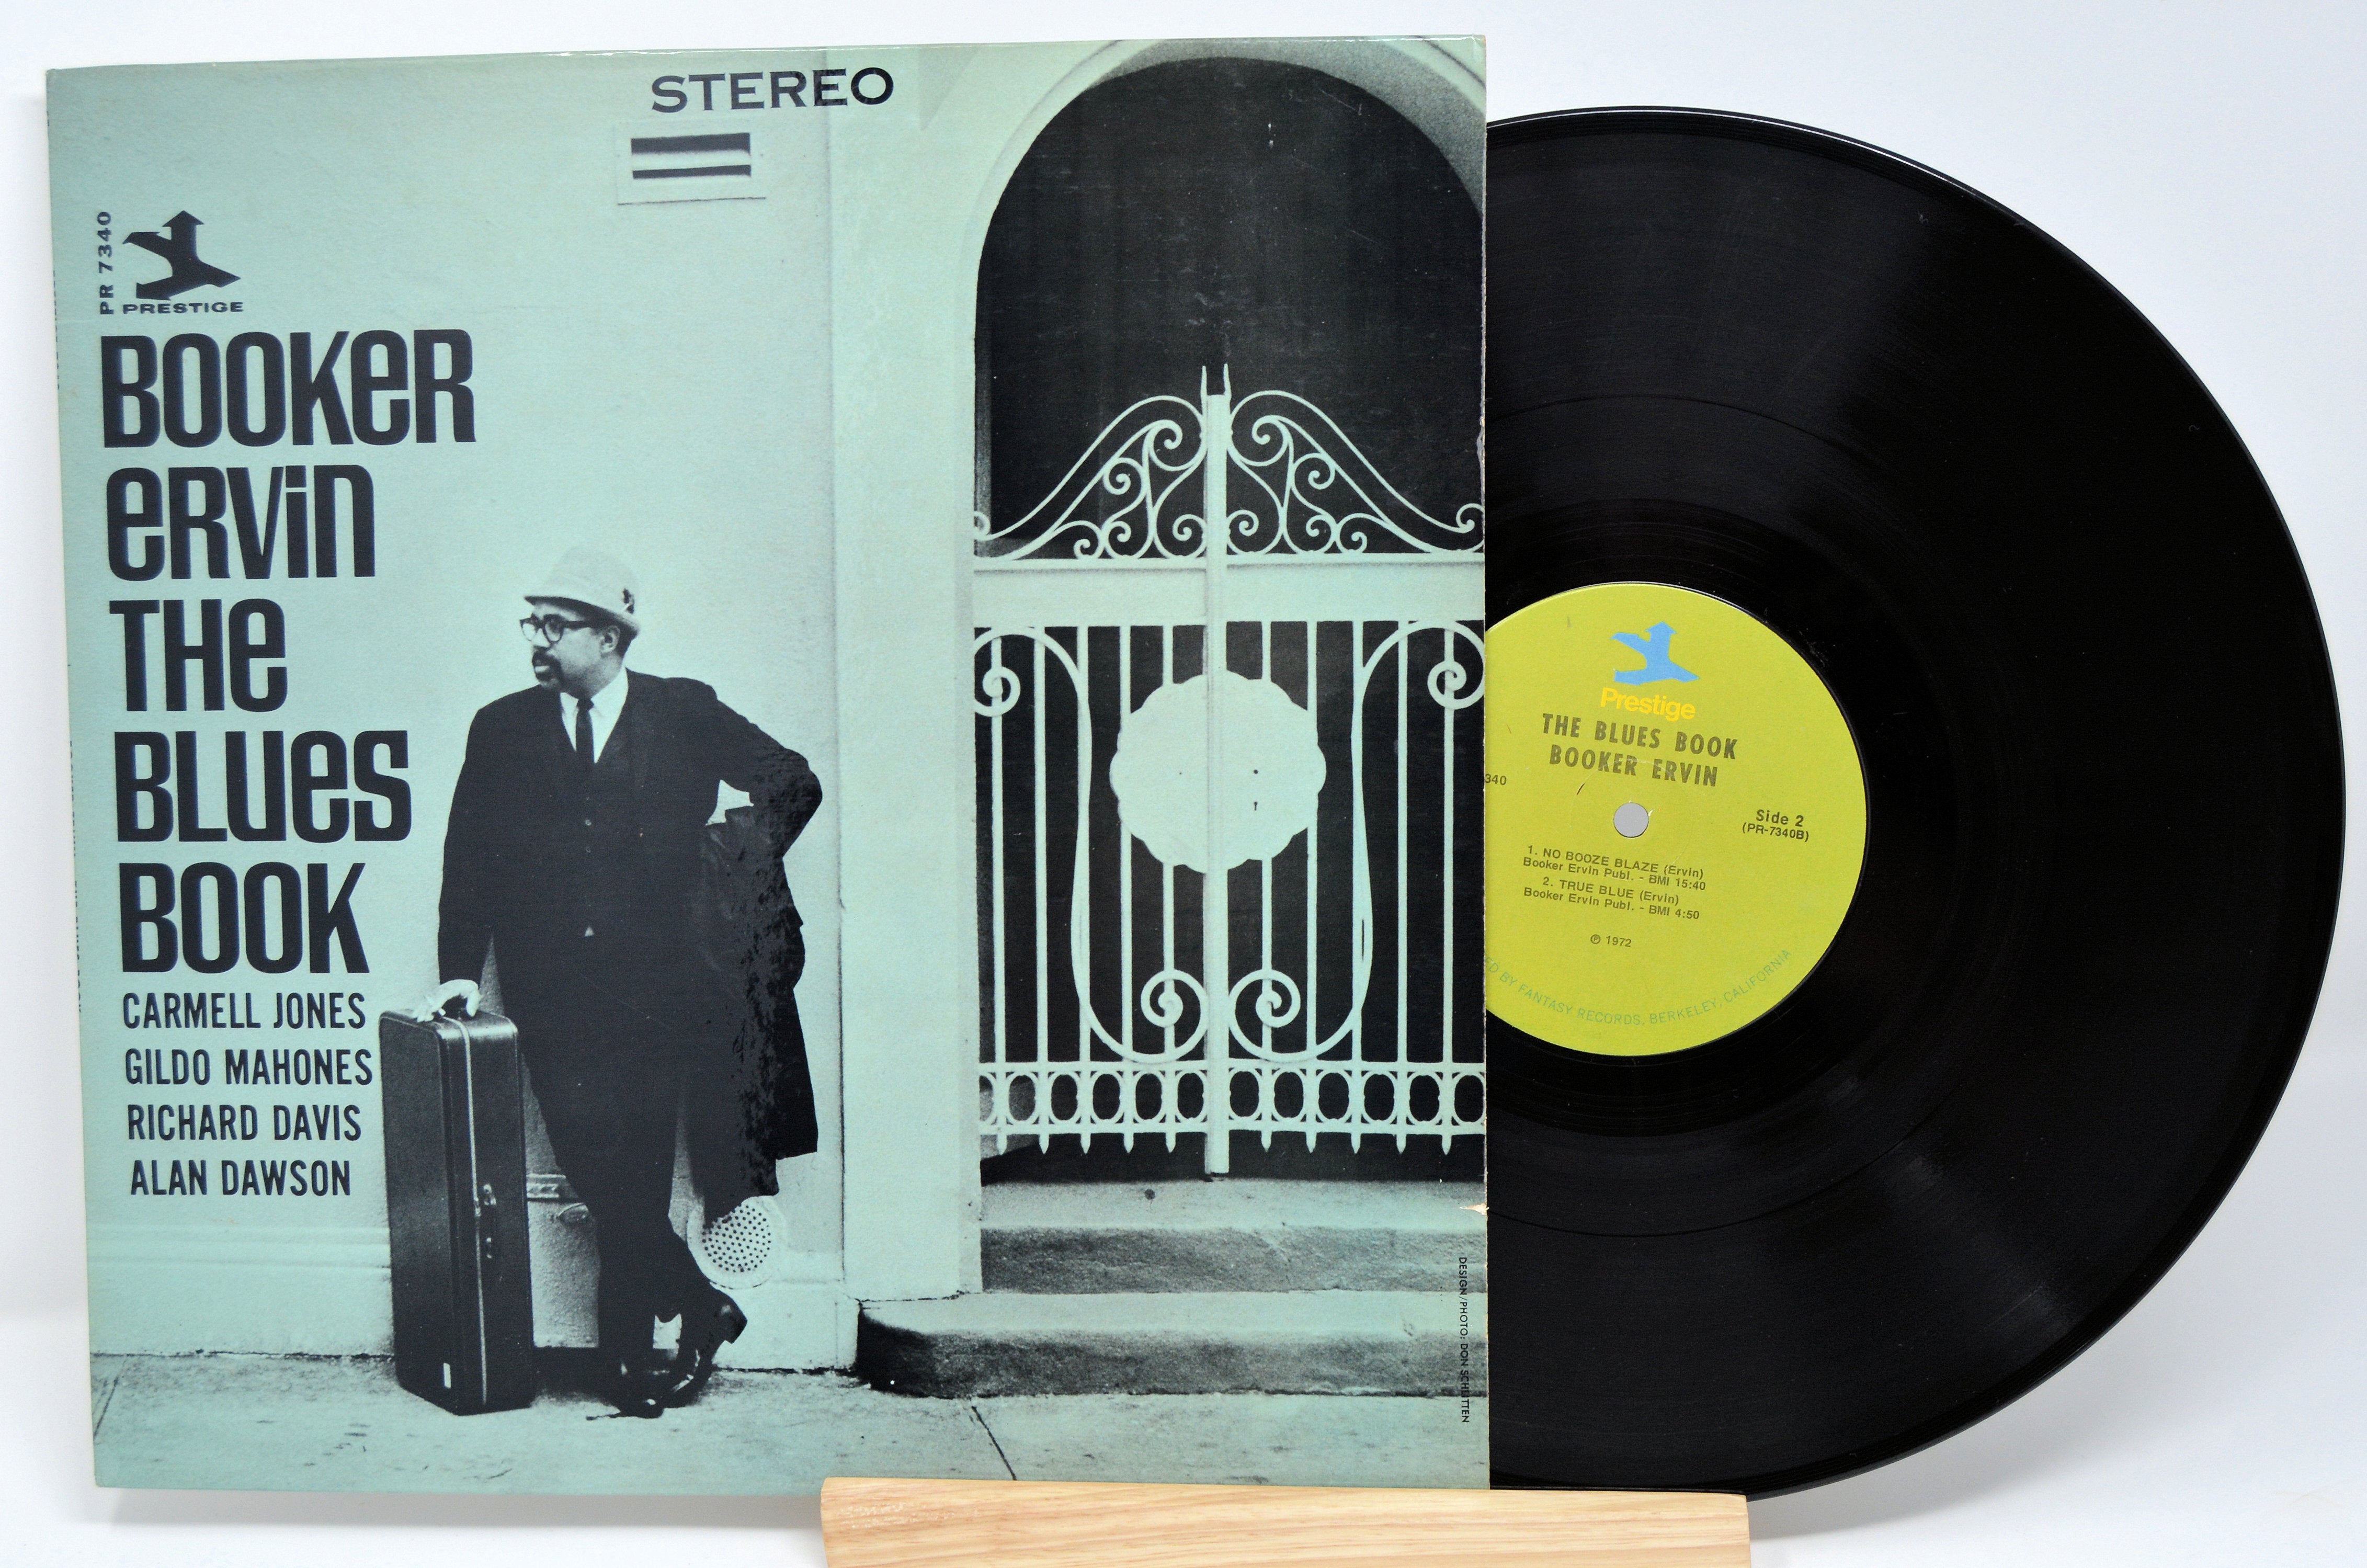 STEREO
PR 7340
PRESTIGE
BOOKER
ERVIN
THE
BLUES
BOOK
CARMELL JONES
GILDO MAHONES
RICHARD DAVIS
ALAN DAWSON
DESIGN/PHOTO: DON SCHLITTEN
Prestige
THE BLUES BOOK
BOOKER ERVIN
340
Side 2
(PR-7340B)
1. NO BOOZE BLAZE (Ervin)
Booker Ervin Publ. - BMI 15:40
2. TRUE BLUE (Ervin)
Booker Ervin Publ. - BMI 4:50
℗ 1972
ED BY FANTASY RECORDS, BERKELEY, CALIFORNIA